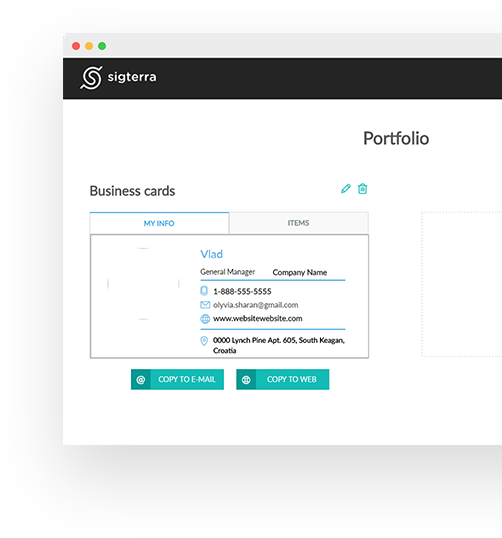 sigterra
Portfolio
Business cards
MY INFO
ITEMS
Vlad
General Manager Company Name
1-888-555-5555
olyvia.sharan@gmail.com
www.websitewebsite.com
0000 Lynch Pine Apt. 605, South Keagan,
Croatia
@ COPY TO E-MAIL
COPY TO WEB